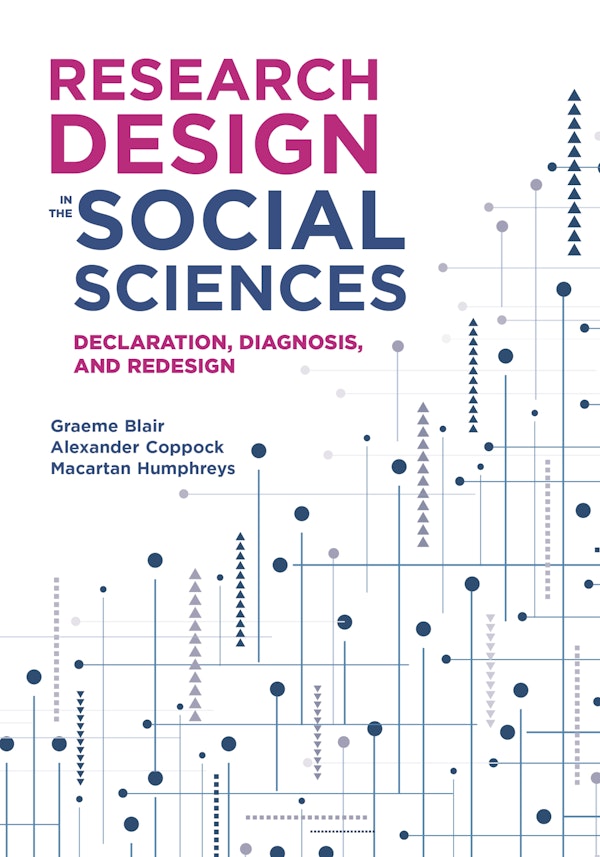 RESEARCH
DESIGN
IN THE
SOCIAL
SCIENCES
DECLARATION, DIAGNOSIS,
AND REDESIGN
Graeme Blair
Alexander Coppock
Macartan Humphreys